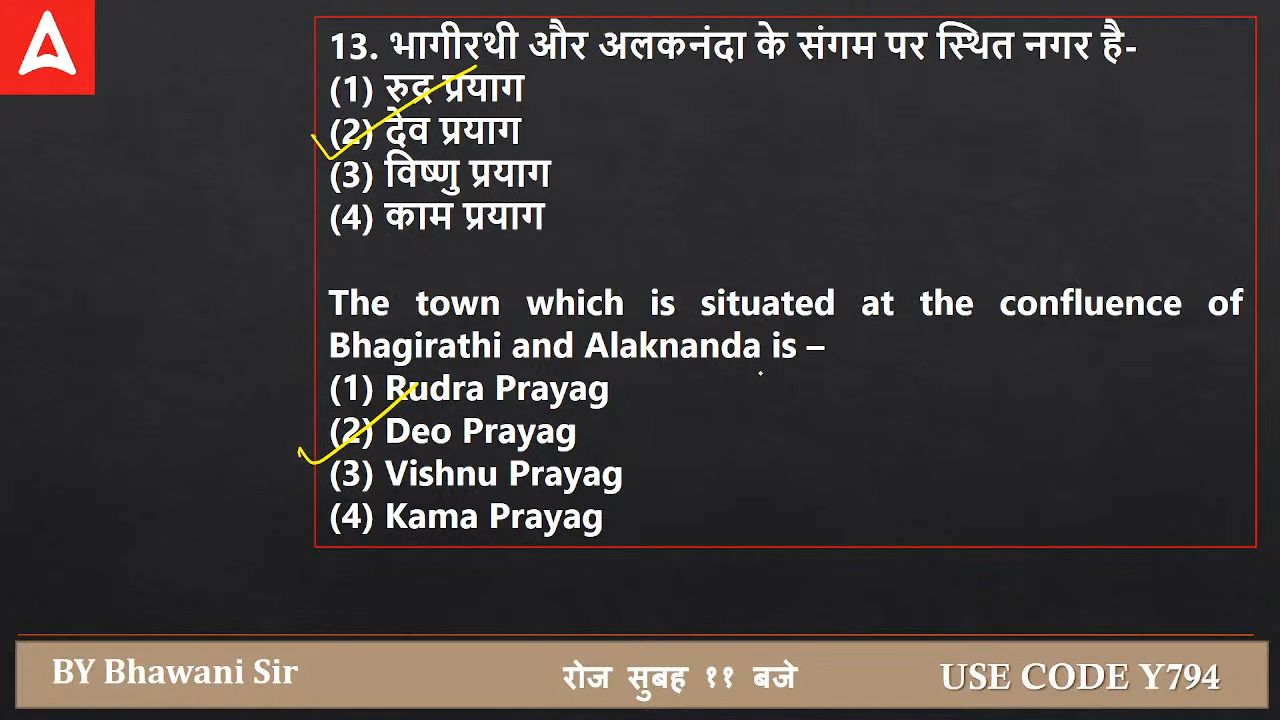 13. भागीरथी और अलकनंदा के संगम पर स्थित नगर है-
(1) रुद्र प्रयाग
(2) देव प्रयाग
(3) विष्णु प्रयाग
(4) काम प्रयाग
The town which is situated at the confluence of
Bhagirathi and Alaknanda is –
(1) Rudra Prayag
(2) Deo Prayag
(3) Vishnu Prayag
(4) Kama Prayag
BY Bhawani Sir
रोज सुबह ११ बजे
USE CODE Y794